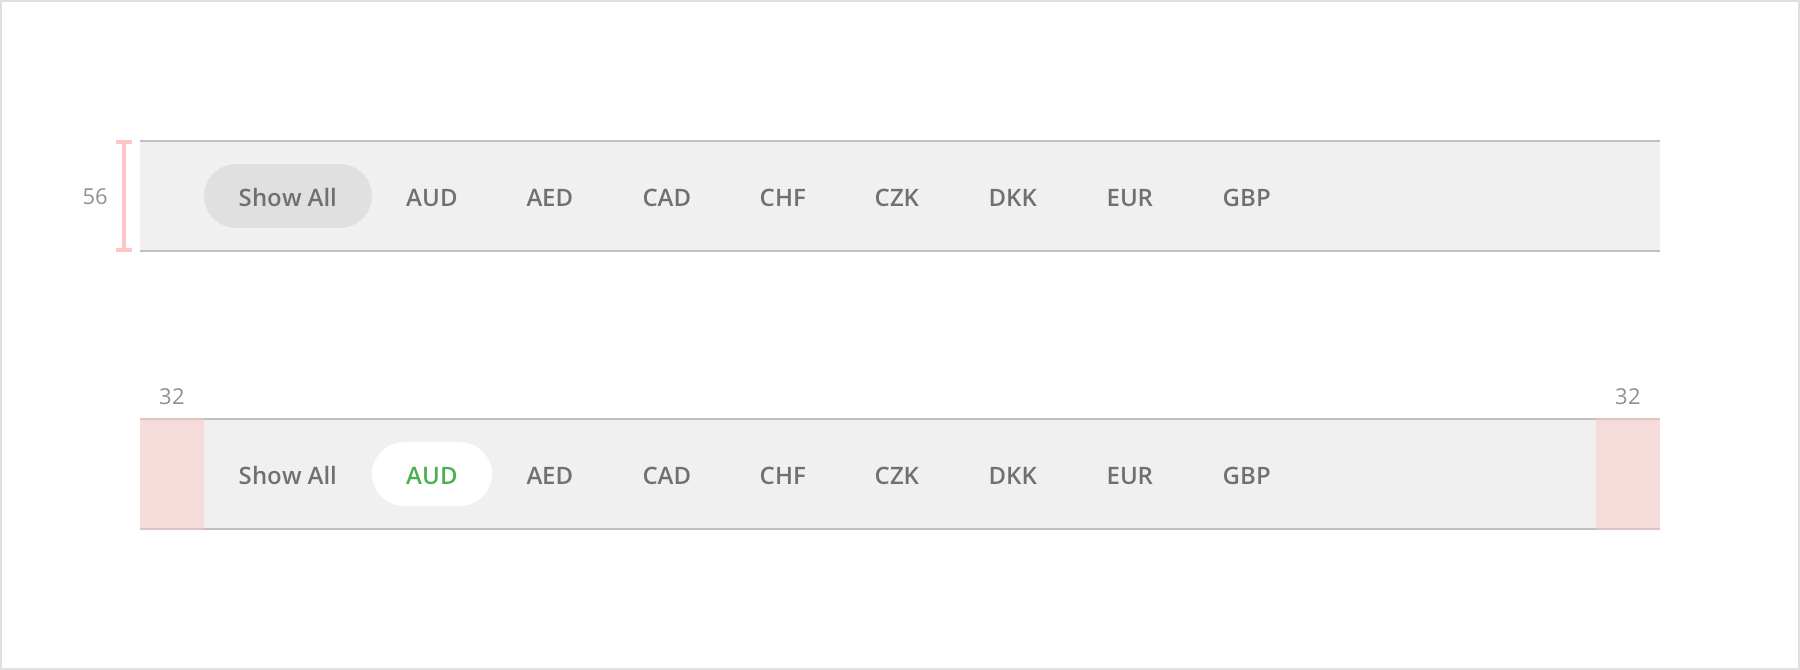 56 Show All AUD AED CAD CHF CZK DKK EUR GBP
32 32
Show All AUD AED CAD CHF CZK DKK EUR GBP